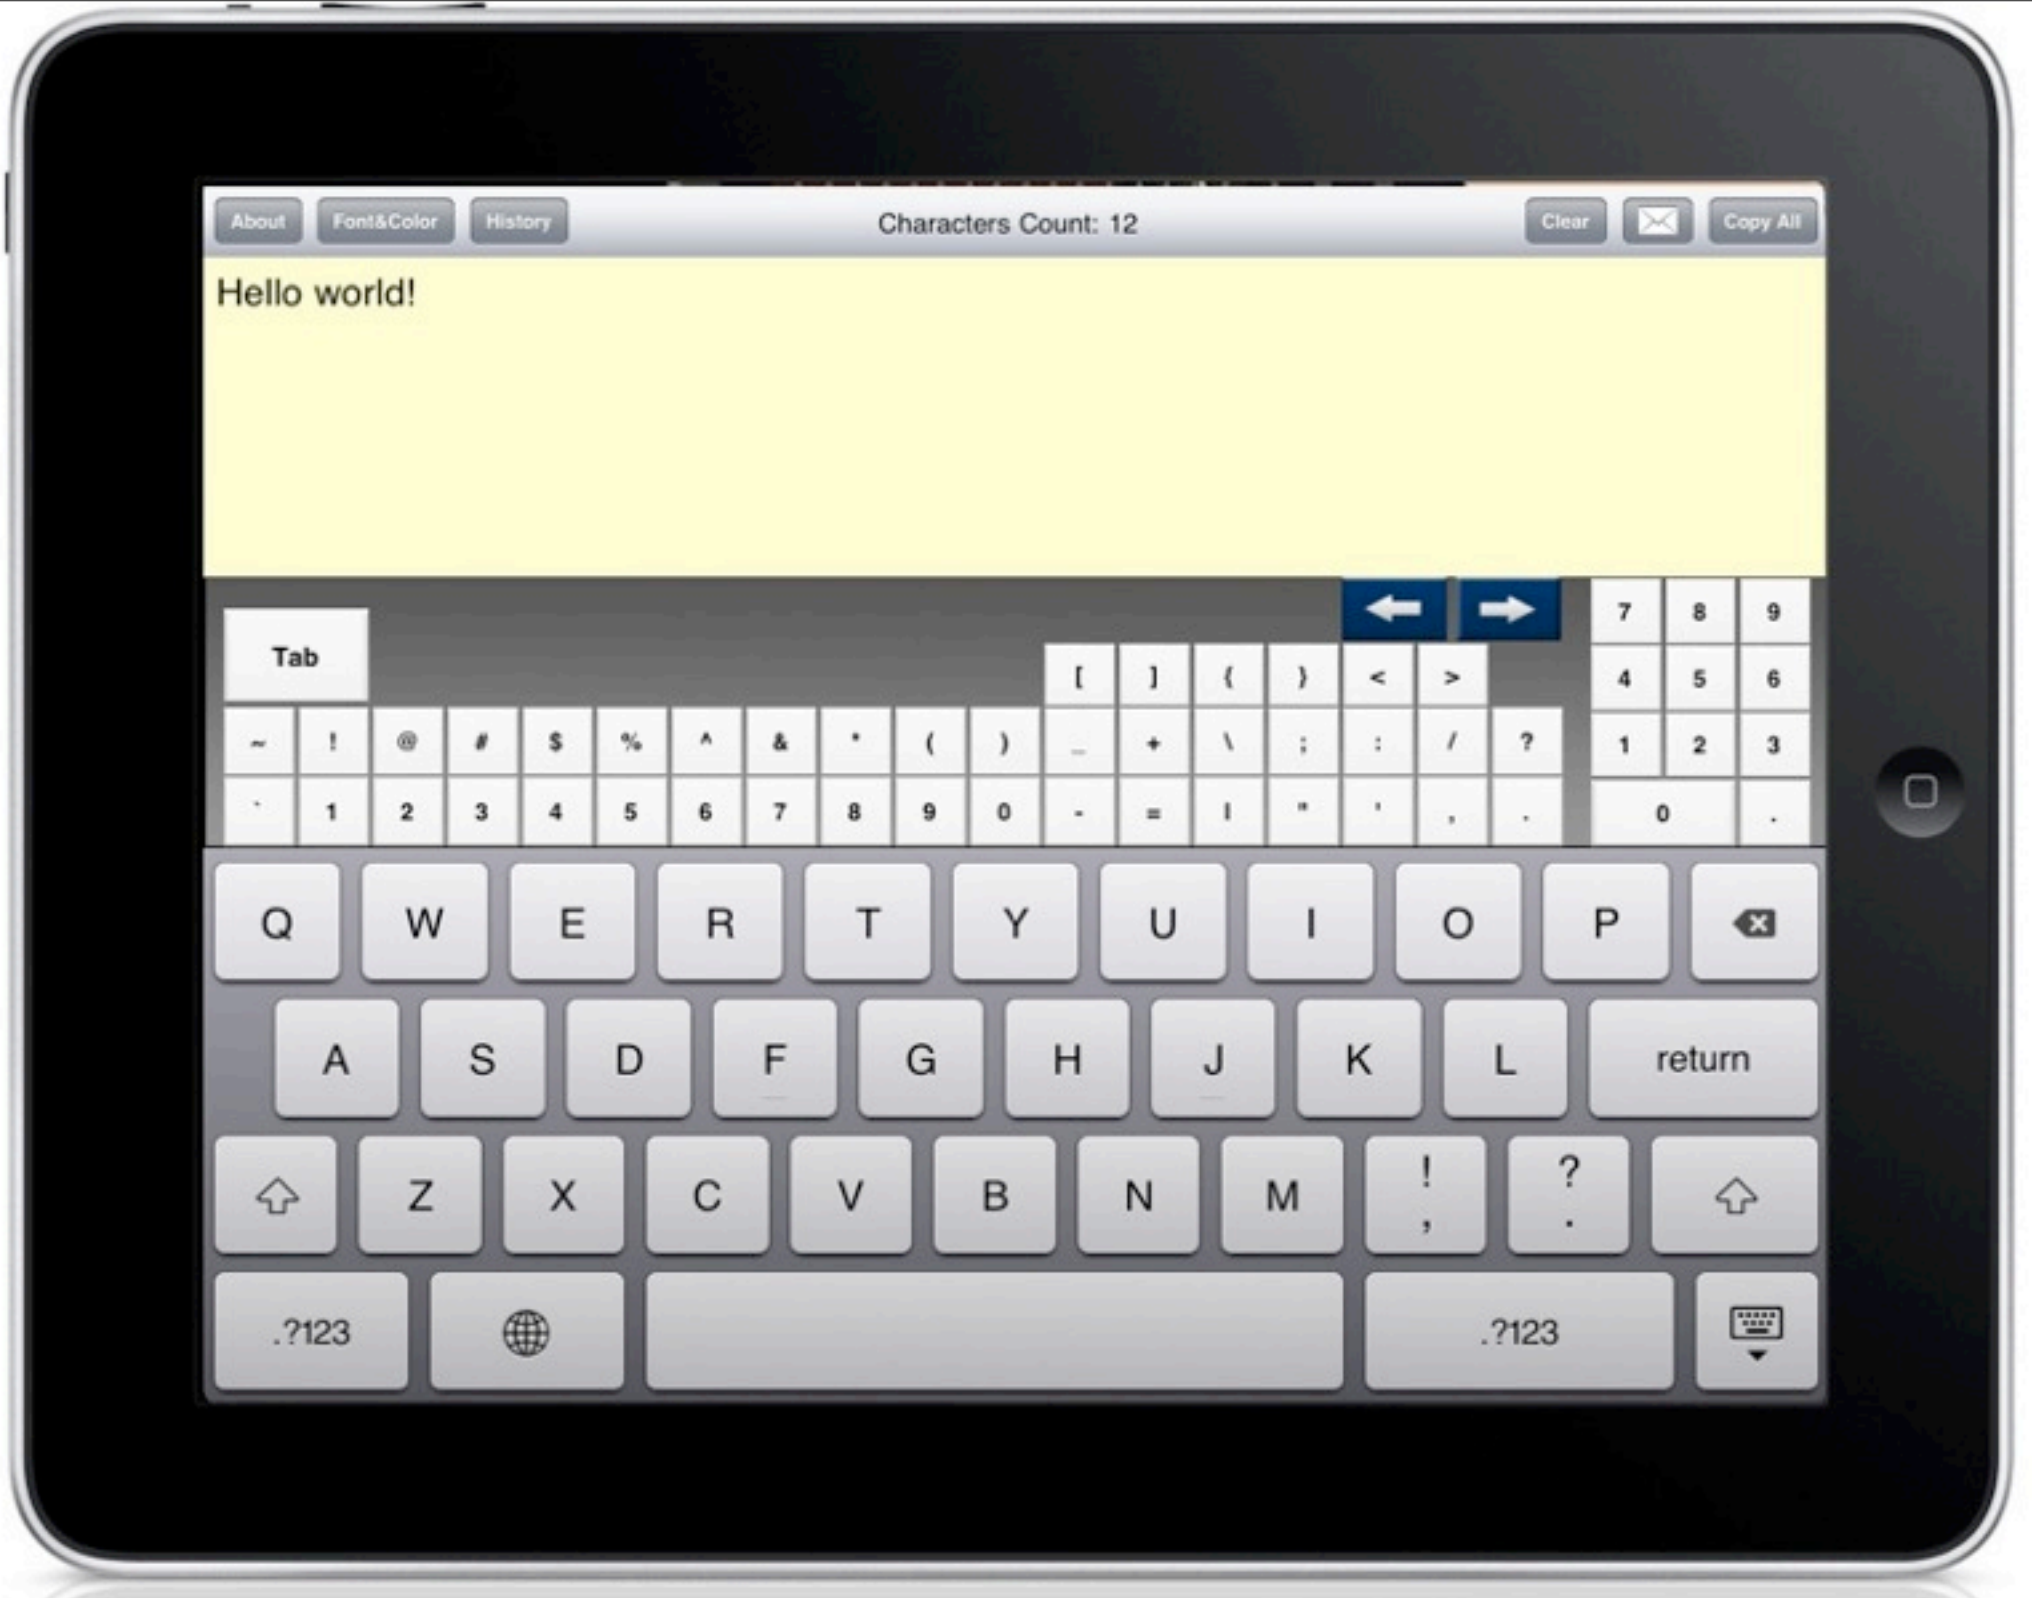 About Font&Color History Characters Count: 12 Clear Copy All
Hello world!
7 8 9
Tab
[ ] { } < > 4 5 6
~ ! @ # $ % ^ & * ( ) _ + \ ; : / ? 1 2 3
` 1 2 3 4 5 6 7 8 9 0 - = | " ' , . 0 .
Q W E R T Y U I O P
A S D F G H J K L return
Z X C V B N M ! , ? .
.?123 .?123